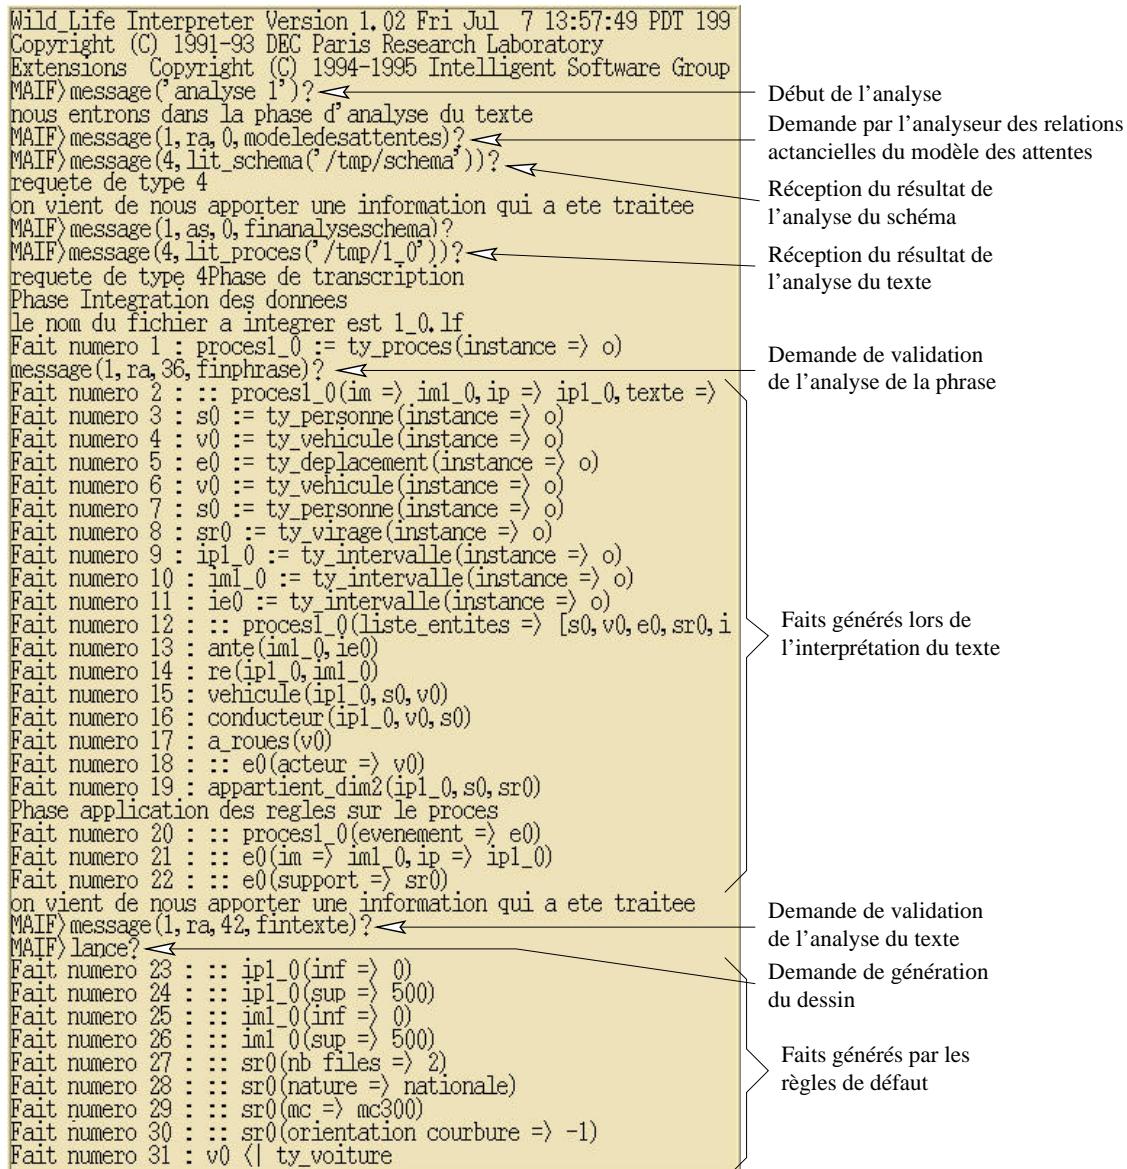 Wild_Life Interpreter Version 1.02 Fri Jul  7 13:57:49 PDT 199
Copyright (C) 1991-93 DEC Paris Research Laboratory
Extensions  Copyright (C) 1994-1995 Intelligent Software Group
MAIF>message('analyse 1')?
Début de l'analyse
nous entrons dans la phase d'analyse du texte
MAIF>message(1,ra,0,modeledesattentes)?
Demande par l'analyseur des relations
actancielles du modèle des attentes
MAIF>message(4,lit_schema('/tmp/schema'))?
requete de type 4
Réception du résultat de
l'analyse du schéma
on vient de nous apporter une information qui a ete traitee
MAIF>message(1,as,0,finanalyseschema)?
MAIF>message(4,lit_proces('/tmp/1_0'))?
Réception du résultat de
l'analyse du texte
requete de type 4Phase de transcription
Phase Integration des donnees
le nom du fichier a integrer est 1_0.lf
Fait numero 1 : proces1_0 := ty_proces(instance => o)
message(1,ra,36,finphrase)?
Demande de validation
de l'analyse de la phrase
Fait numero 2 : :: proces1_0(im => im1_0,ip => ip1_0,texte =>
Fait numero 3 : s0 := ty_personne(instance => o)
Fait numero 4 : v0 := ty_vehicule(instance => o)
Fait numero 5 : e0 := ty_deplacement(instance => o)
Fait numero 6 : v0 := ty_vehicule(instance => o)
Fait numero 7 : s0 := ty_personne(instance => o)
Fait numero 8 : sr0 := ty_virage(instance => o)
Fait numero 9 : ip1_0 := ty_intervalle(instance => o)
Fait numero 10 : im1_0 := ty_intervalle(instance => o)
Fait numero 11 : ie0 := ty_intervalle(instance => o)
Fait numero 12 : :: proces1_0(liste_entites => [s0,v0,e0,sr0,i
Fait numero 13 : ante(im1_0,ie0)
Fait numero 14 : re(ip1_0,im1_0)
Faits générés lors de
l'interprétation du texte
Fait numero 15 : vehicule(ip1_0,s0,v0)
Fait numero 16 : conducteur(ip1_0,v0,s0)
Fait numero 17 : a_roues(v0)
Fait numero 18 : :: e0(acteur => v0)
Fait numero 19 : appartient_dim2(ip1_0,s0,sr0)
Phase application des regles sur le proces
Fait numero 20 : :: proces1_0(evenement => e0)
Fait numero 21 : :: e0(im => im1_0,ip => ip1_0)
Fait numero 22 : :: e0(support => sr0)
on vient de nous apporter une information qui a ete traitee
MAIF>message(1,ra,42,fintexte)?
Demande de validation
de l'analyse du texte
MAIF>lance?
Demande de génération
du dessin
Fait numero 23 : :: ip1_0(inf => 0)
Fait numero 24 : :: ip1_0(sup => 500)
Fait numero 25 : :: im1_0(inf => 0)
Fait numero 26 : :: im1_0(sup => 500)
Fait numero 27 : :: sr0(nb_files => 2)
Faits générés par les
règles de défaut
Fait numero 28 : :: sr0(nature => nationale)
Fait numero 29 : :: sr0(mc => mc300)
Fait numero 30 : :: sr0(orientation courbure => -1)
Fait numero 31 : v0 <| ty_voiture